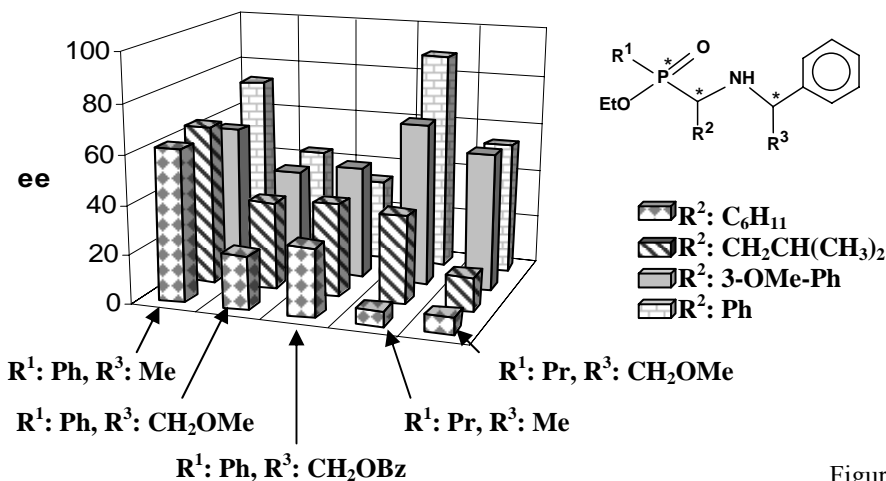 100
80
60
40
20
0
ee
R¹
O
P
*
NH
*
*
EtO
R²
R³
R²: C₆H₁₁
R²: CH₂CH(CH₃)₂
R²: 3-OMe-Ph
R²: Ph
R¹: Ph, R³: Me
R¹: Pr, R³: CH₂OMe
R¹: Ph, R³: CH₂OMe
R¹: Pr, R³: Me
R¹: Ph, R³: CH₂OBz
Figur